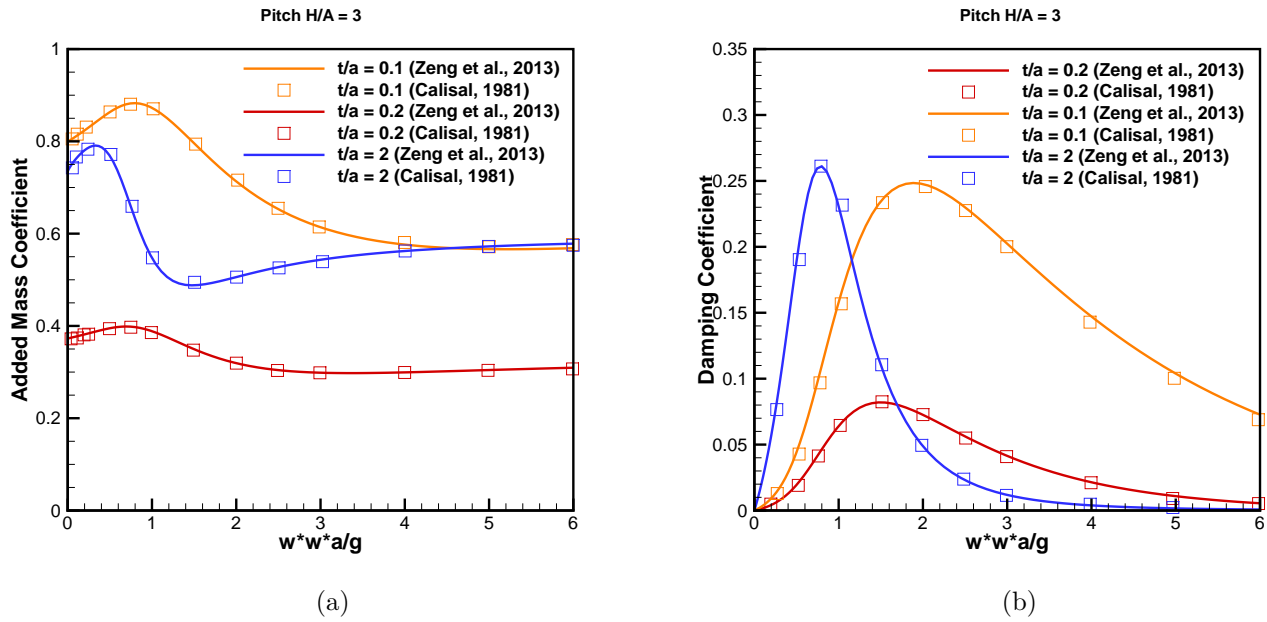 Pitch H/A = 3
1
0.8
0.6
0.4
0.2
0
0 1 2 3 4 5 6
Added Mass Coefficient
w*w*a/g
t/a = 0.1 (Zeng et al., 2013)
t/a = 0.1 (Calisal, 1981)
t/a = 0.2 (Zeng et al., 2013)
t/a = 0.2 (Calisal, 1981)
t/a = 2 (Zeng et al., 2013)
t/a = 2 (Calisal, 1981)
(a)
Pitch H/A = 3
0.35
0.3
0.25
0.2
0.15
0.1
0.05
0
0 1 2 3 4 5 6
Damping Coefficient
w*w*a/g
t/a = 0.2 (Zeng et al., 2013)
t/a = 0.2 (Calisal, 1981)
t/a = 0.1 (Zeng et al., 2013)
t/a = 0.1 (Calisal, 1981)
t/a = 2 (Zeng et al., 2013)
t/a = 2 (Calisal, 1981)
(b)